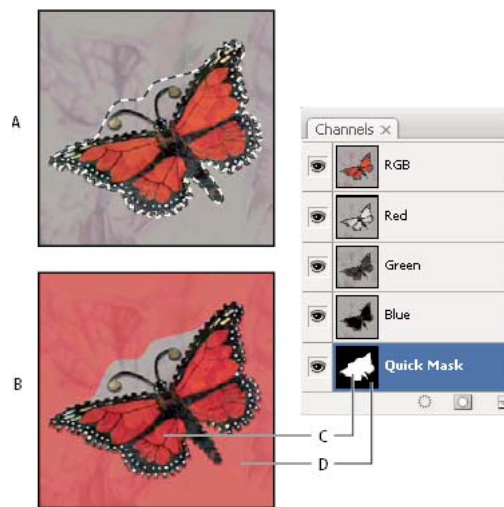 A
Channels ×
RGB
Red
Green
Blue
B
Quick Mask
C
D